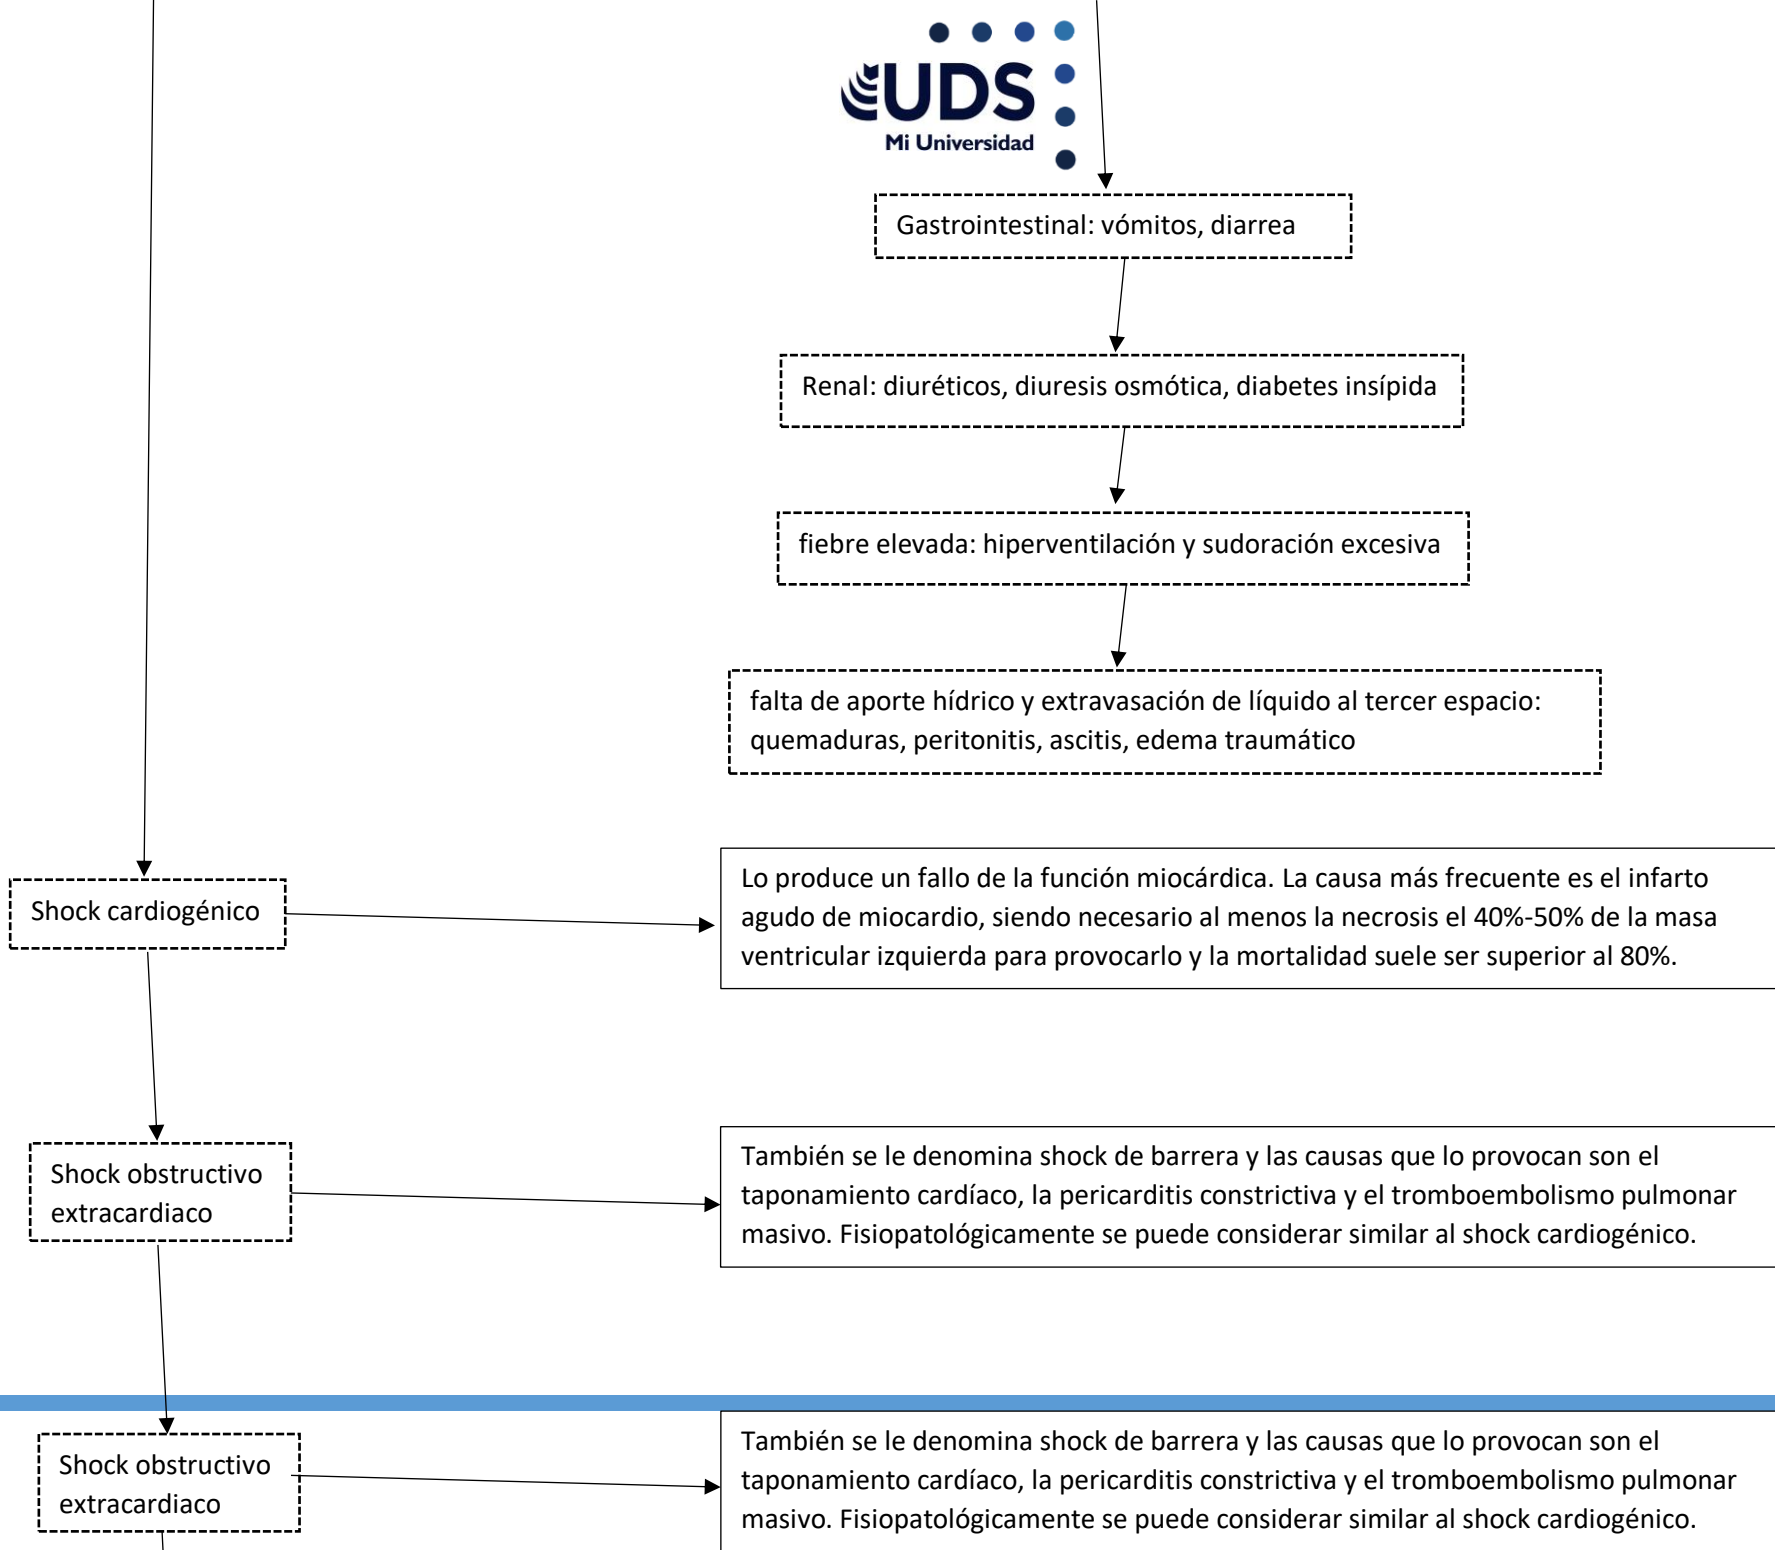 UDS
Mi Universidad
Gastrointestinal: vómitos, diarrea
Renal: diuréticos, diuresis osmótica, diabetes insípida
fiebre elevada: hiperventilación y sudoración excesiva
falta de aporte hídrico y extravasación de líquido al tercer espacio:
quemaduras, peritonitis, ascitis, edema traumático
Shock cardiogénico
Lo produce un fallo de la función miocárdica. La causa más frecuente es el infarto
agudo de miocardio, siendo necesario al menos la necrosis el 40%-50% de la masa
ventricular izquierda para provocarlo y la mortalidad suele ser superior al 80%.
Shock obstructivo
extracardiaco
También se le denomina shock de barrera y las causas que lo provocan son el
taponamiento cardíaco, la pericarditis constrictiva y el tromboembolismo pulmonar
masivo. Fisiopatológicamente se puede considerar similar al shock cardiogénico.
Shock obstructivo
extracardiaco
También se le denomina shock de barrera y las causas que lo provocan son el
taponamiento cardíaco, la pericarditis constrictiva y el tromboembolismo pulmonar
masivo. Fisiopatológicamente se puede considerar similar al shock cardiogénico.